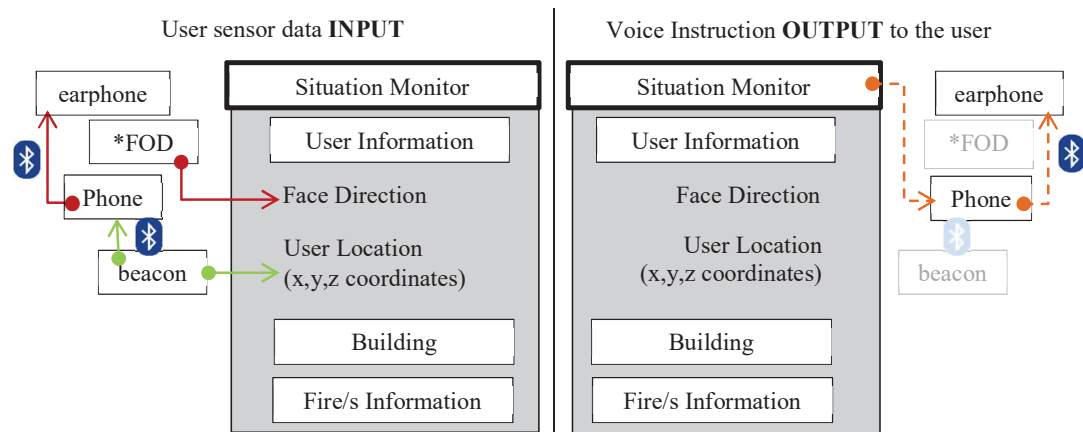 User sensor data INPUT
Situation Monitor
earphone
*FOD
User Information
Phone
Face Direction
User Location
(x,y,z coordinates)
beacon
Building
Fire/s Information
Voice Instruction OUTPUT to the user
Situation Monitor
earphone
User Information
*FOD
Face Direction
Phone
User Location
(x,y,z coordinates)
beacon
Building
Fire/s Information